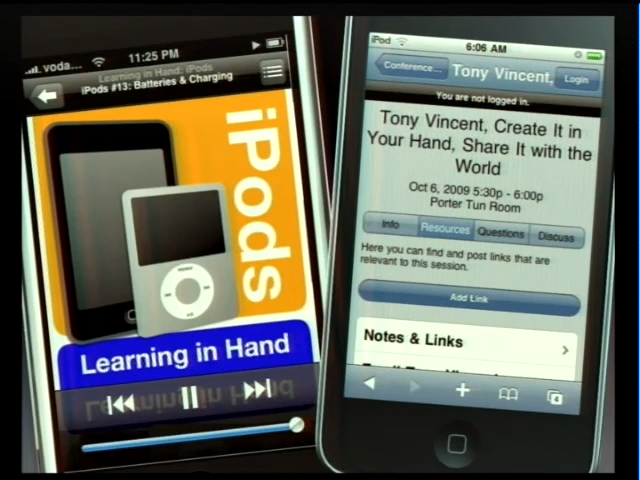 voda... 11:25 PM
Learning in Hand: iPods
iPods #13: Batteries & Charging
iPods
MENU
Learning in Hand
iPod 6:06 AM
Conference... Tony Vincent, Login
You are not logged in.
Tony Vincent, Create It in
Your Hand, Share It with the
World
Oct 6, 2009 5:30p - 6:00p
Porter Tun Room
Info Resources Questions Discuss
Here you can find and post links that are
relevant to this session.
Add Link
Notes & Links
4